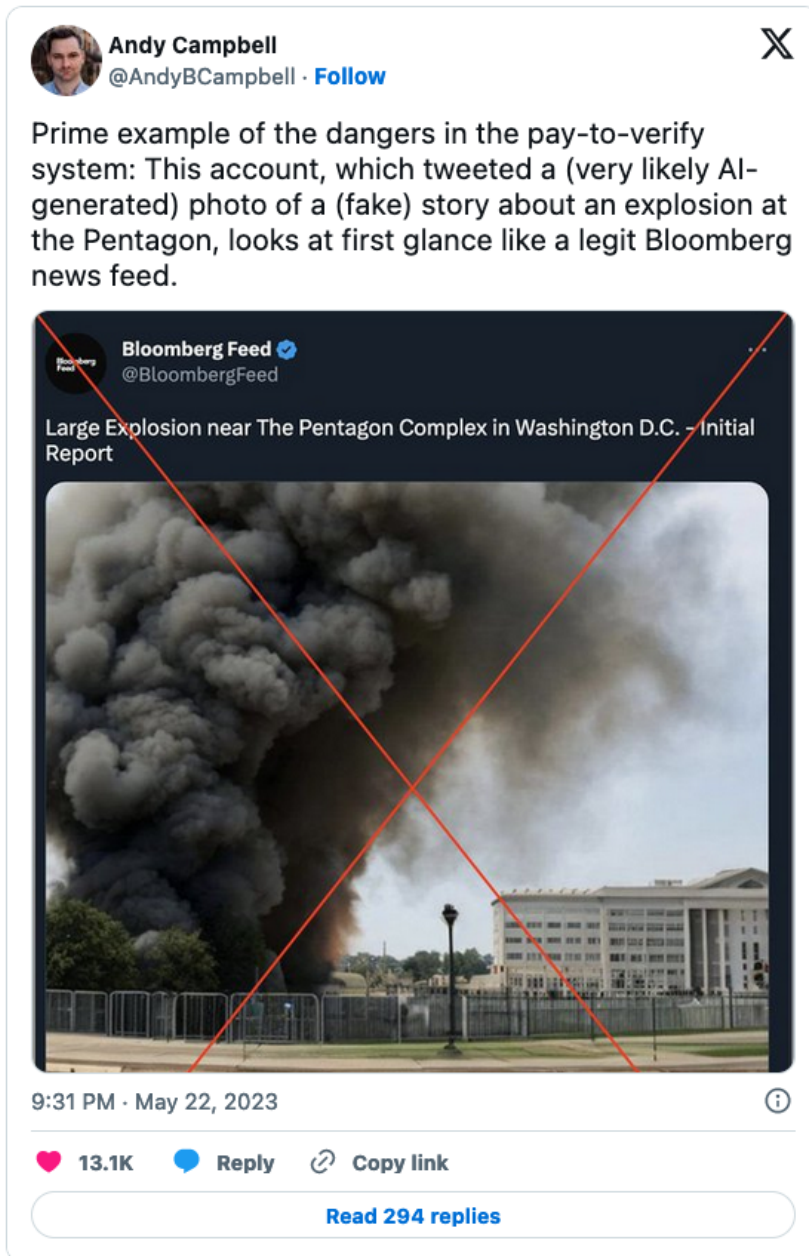 Andy Campbell
@AndyBCampbell · Follow
Prime example of the dangers in the pay-to-verify
system: This account, which tweeted a (very likely AI-
generated) photo of a (fake) story about an explosion at
the Pentagon, looks at first glance like a legit Bloomberg
news feed.
Bloomberg
Feed
Bloomberg Feed
@BloombergFeed
Large Explosion near The Pentagon Complex in Washington D.C. - Initial
Report
9:31 PM · May 22, 2023
13.1K Reply Copy link
Read 294 replies